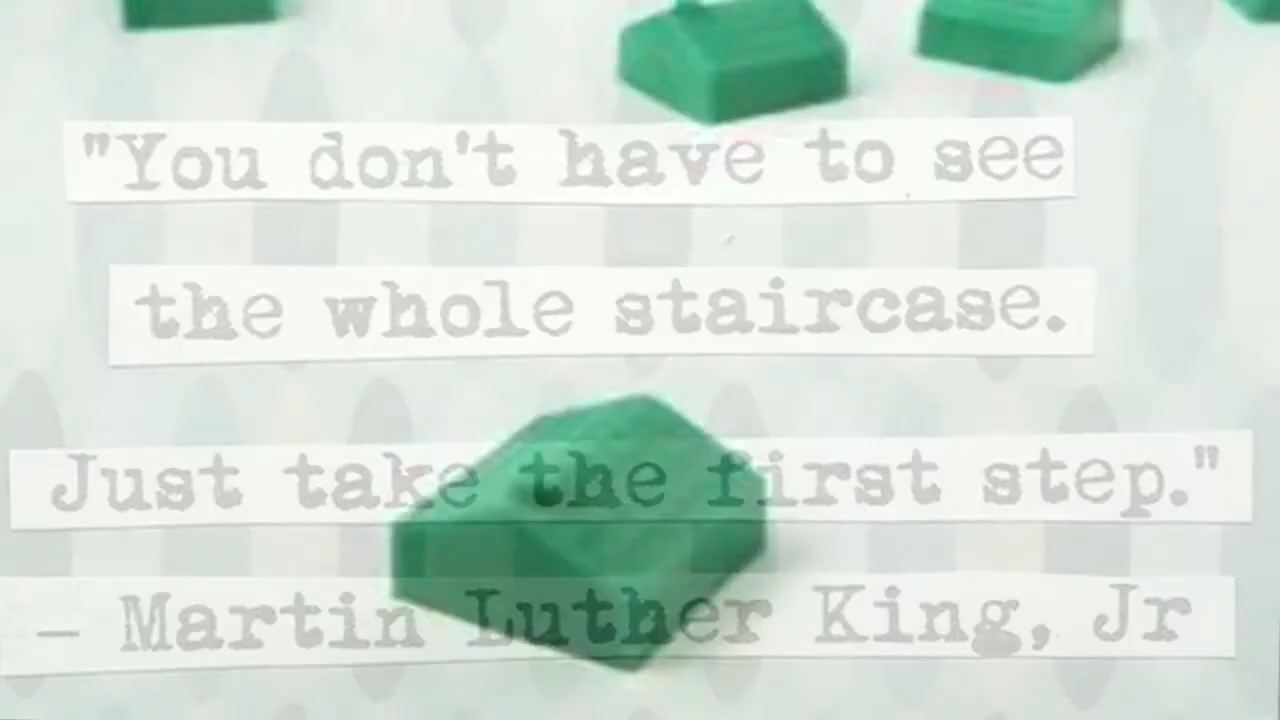 "You don't have to see
the whole staircase.
Just take the first step."
– Martin Luther King, Jr